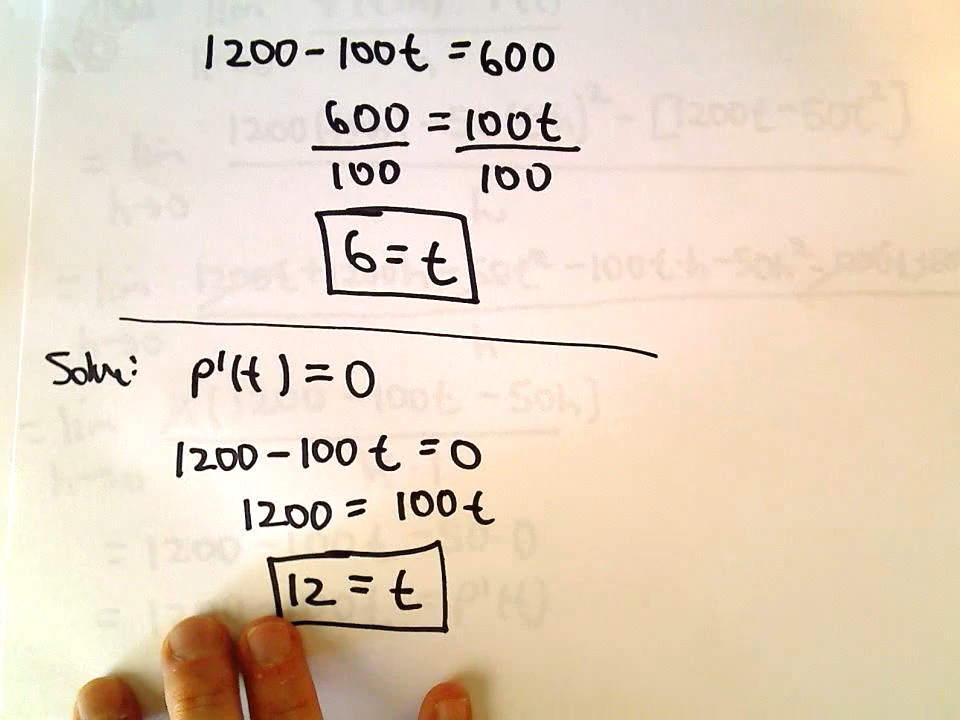 1200 - 100t = 600
600/100 = 100t/100
6 = t
Solve: P'(t) = 0
1200 - 100t = 0
1200 = 100t
12 = t